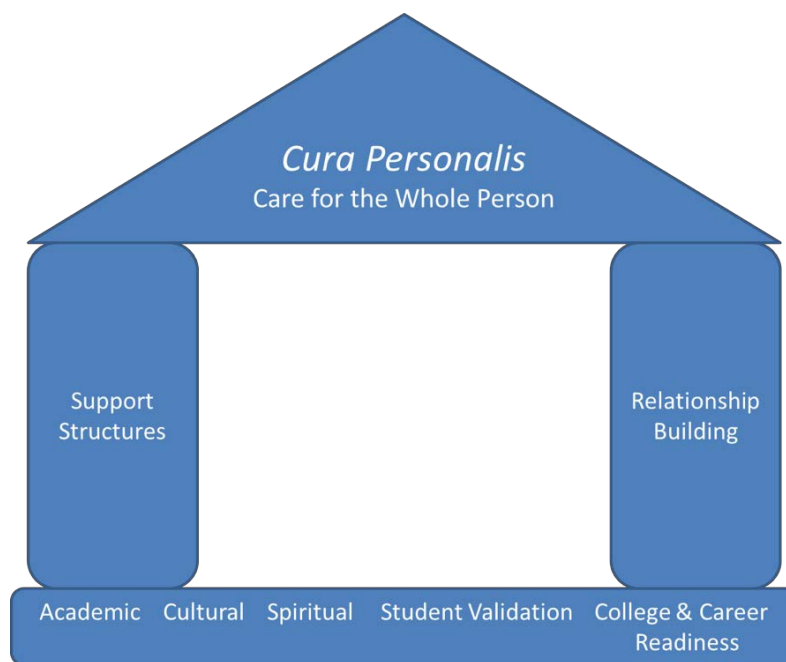 Cura Personalis
Care for the Whole Person
Support
Structures
Relationship
Building
Academic Cultural Spiritual Student Validation College & Career
Readiness